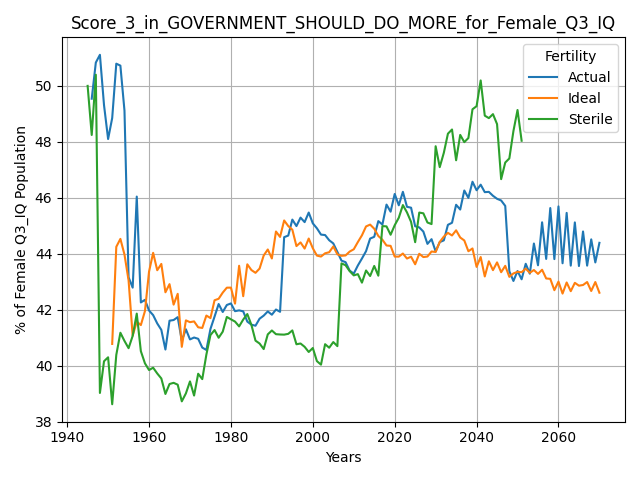 Score_3_in_GOVERNMENT_SHOULD_DO_MORE_for_Female_Q3_IQ
Fertility
Actual
Ideal
Sterile
% of Female Q3_IQ Population
50
48
46
44
42
40
38
1940
1960
1980
2000
2020
2040
2060
Years